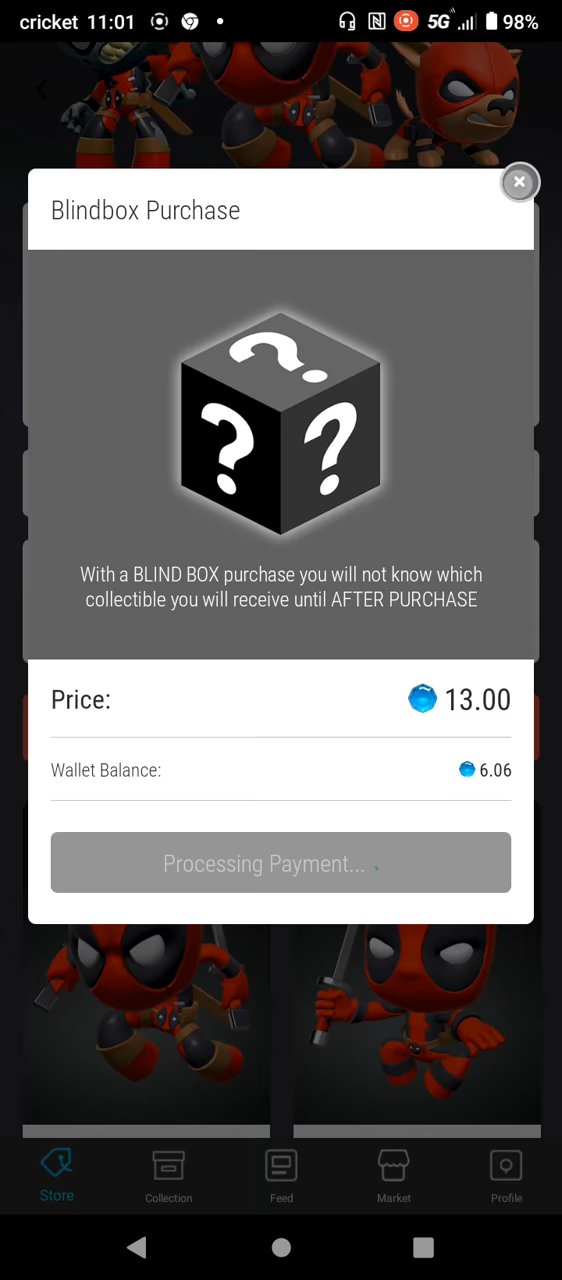 cricket 11:01 5G 98%
Blindbox Purchase
? ? ?
With a BLIND BOX purchase you will not know which
collectible you will receive until AFTER PURCHASE
Price: 13.00
Wallet Balance: 6.06
Processing Payment...
Store Collection Feed Market Profile